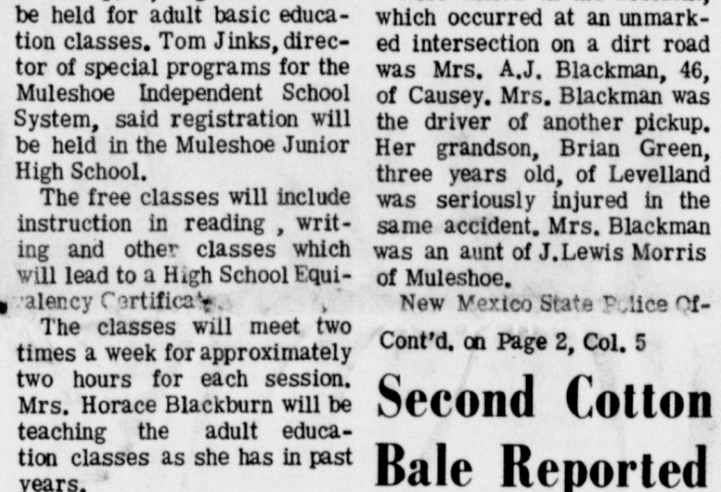 be held for adult basic educa-
tion classes. Tom Jinks, direc-
tor of special programs for the
Muleshoe Independent School
System, said registration will
be held in the Muleshoe Junior
High School.
The free classes will include
instruction in reading , writ-
ing and other classes which
will lead to a High School Equi-
valency Certificate.
The classes will meet two
times a week for approximately
two hours for each session.
Mrs. Horace Blackburn will be
teaching the adult educa-
tion classes as she has in past
years.
which occurred at an unmark-
ed intersection on a dirt road
was Mrs. A.J. Blackman, 46,
of Causey. Mrs. Blackman was
the driver of another pickup.
Her grandson, Brian Green,
three years old, of Levelland
was seriously injured in the
same accident. Mrs. Blackman
was an aunt of J.Lewis Morris
of Muleshoe.
New Mexico State Police Of-
Cont'd. on Page 2, Col. 5
Second Cotton
Bale Reported